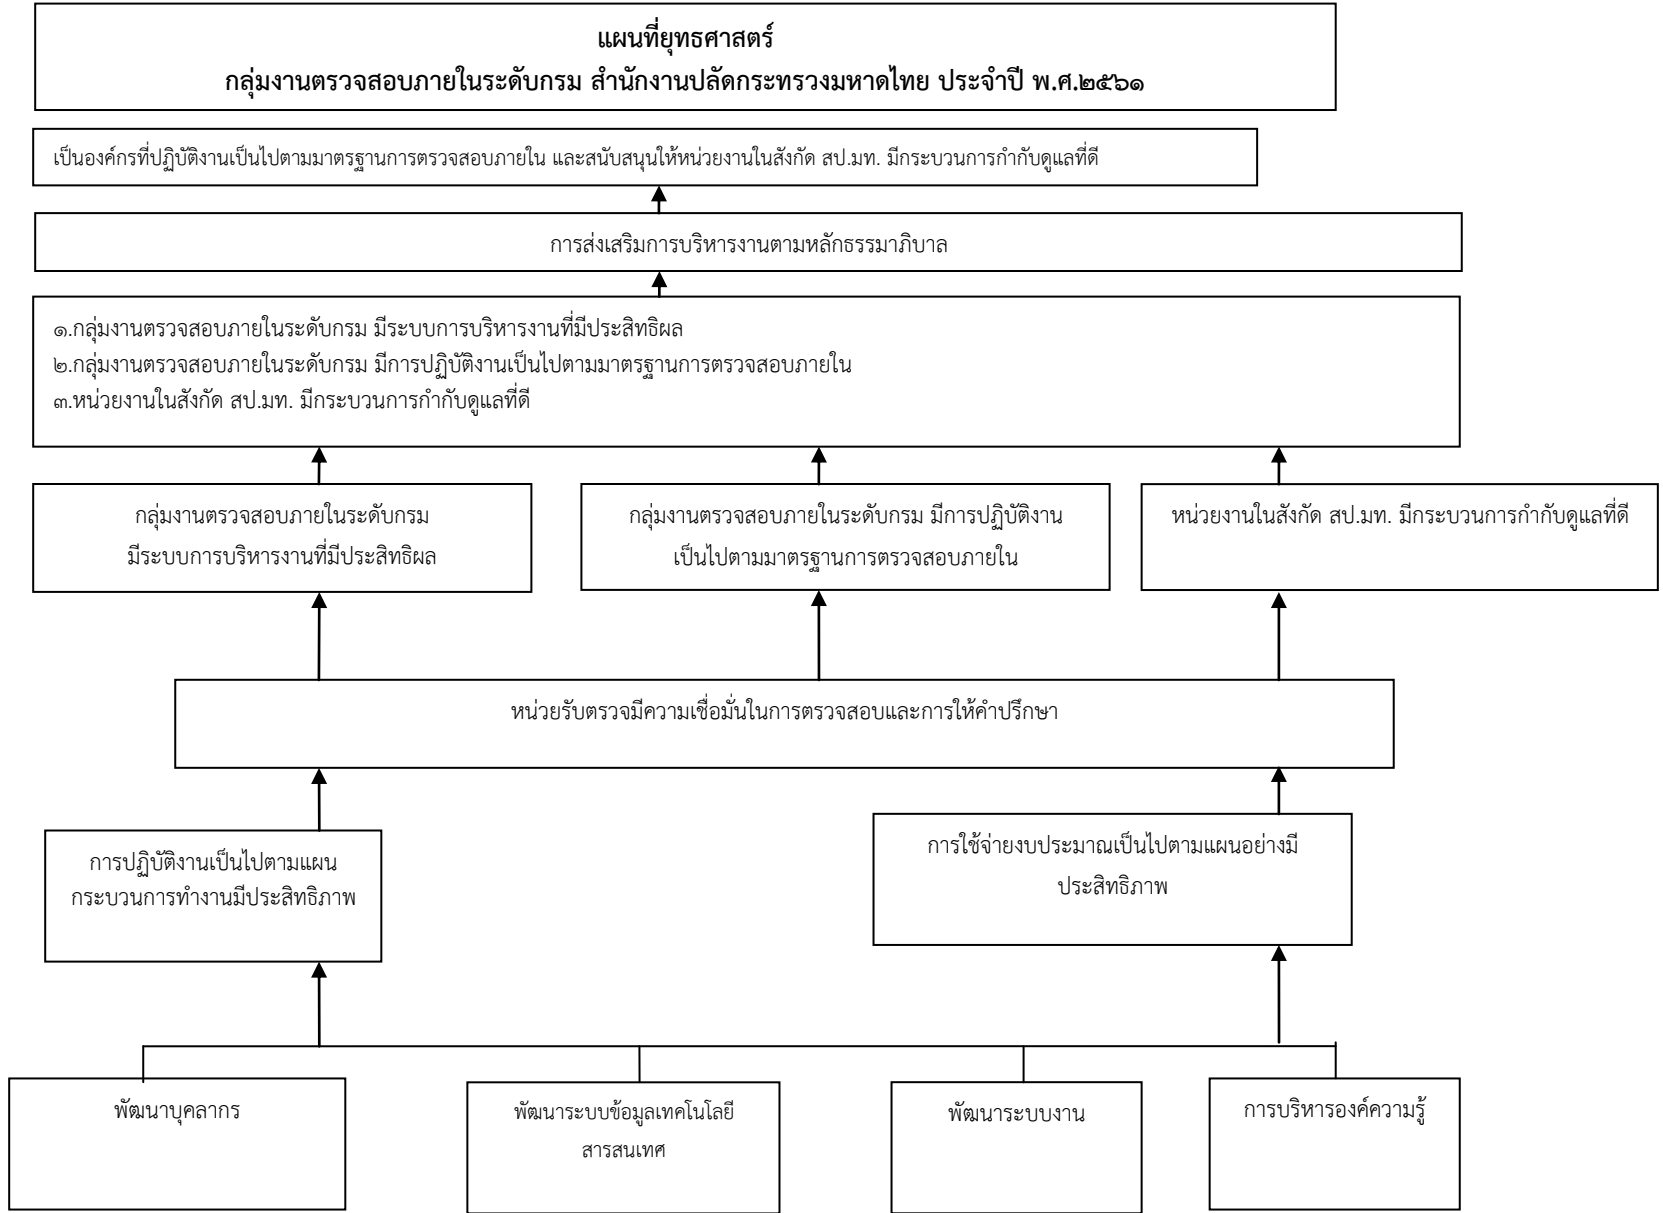 แผนที่ยุทธศาสตร์
กลุ่มงานตรวจสอบภายในระดับกรม สำนักงานปลัดกระทรวงมหาดไทย ประจำปี พ.ศ.๒๕๖๑
เป็นองค์กรที่ปฏิบัติงานเป็นไปตามมาตรฐานการตรวจสอบภายใน และสนับสนุนให้หน่วยงานในสังกัด สป.มท. มีกระบวนการกำกับดูแลที่ดี
การส่งเสริมการบริหารงานตามหลักธรรมาภิบาล
๑.กลุ่มงานตรวจสอบภายในระดับกรม มีระบบการบริหารงานที่มีประสิทธิผล
๒.กลุ่มงานตรวจสอบภายในระดับกรม มีการปฏิบัติงานเป็นไปตามมาตรฐานการตรวจสอบภายใน
๓.หน่วยงานในสังกัด สป.มท. มีกระบวนการกำกับดูแลที่ดี
กลุ่มงานตรวจสอบภายในระดับกรม
มีระบบการบริหารงานที่มีประสิทธิผล
กลุ่มงานตรวจสอบภายในระดับกรม มีการปฏิบัติงาน
เป็นไปตามมาตรฐานการตรวจสอบภายใน
หน่วยงานในสังกัด สป.มท. มีกระบวนการกำกับดูแลที่ดี
หน่วยรับตรวจมีความเชื่อมั่นในการตรวจสอบและการให้คำปรึกษา
การปฏิบัติงานเป็นไปตามแผน
กระบวนการทำงานมีประสิทธิภาพ
การใช้จ่ายงบประมาณเป็นไปตามแผนอย่างมี
ประสิทธิภาพ
พัฒนาบุคลากร
พัฒนาระบบข้อมูลเทคโนโลยี
สารสนเทศ
พัฒนาระบบงาน
การบริหารองค์ความรู้